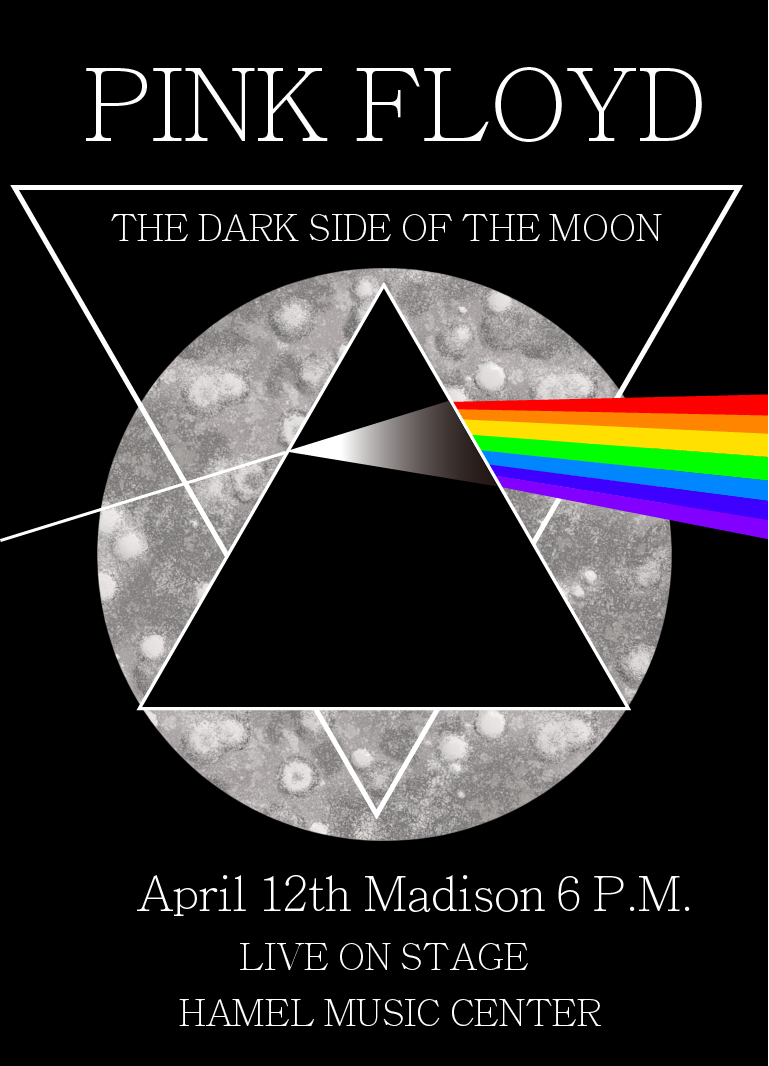 PINK FLOYD
THE DARK SIDE OF THE MOON
April 12th Madison 6 P.M.
LIVE ON STAGE
HAMEL MUSIC CENTER